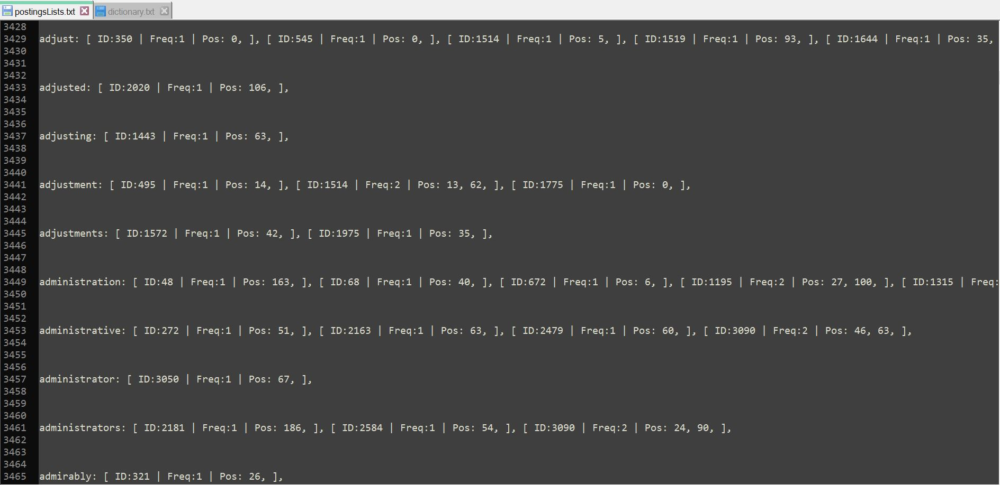 postingsLists.txt dictionary.txt
3428
3429 adjust: [ ID:350 | Freq:1 | Pos: 0, ], [ ID:545 | Freq:1 | Pos: 0, ], [ ID:1514 | Freq:1 | Pos: 5, ], [ ID:1519 | Freq:1 | Pos: 93, ], [ ID:1644 | Freq:1 | Pos: 35,
3430
3431
3432
3433 adjusted: [ ID:2020 | Freq:1 | Pos: 106, ],
3434
3435
3436
3437 adjusting: [ ID:1443 | Freq:1 | Pos: 63, ],
3438
3439
3440
3441 adjustment: [ ID:495 | Freq:1 | Pos: 14, ], [ ID:1514 | Freq:2 | Pos: 13, 62, ], [ ID:1775 | Freq:1 | Pos: 0, ],
3442
3443
3444
3445 adjustments: [ ID:1572 | Freq:1 | Pos: 42, ], [ ID:1975 | Freq:1 | Pos: 35, ],
3446
3447
3448
3449 administration: [ ID:48 | Freq:1 | Pos: 163, ], [ ID:68 | Freq:1 | Pos: 40, ], [ ID:672 | Freq:1 | Pos: 6, ], [ ID:1195 | Freq:2 | Pos: 27, 100, ], [ ID:1315 | Freq:
3450
3451
3452
3453 administrative: [ ID:272 | Freq:1 | Pos: 51, ], [ ID:2163 | Freq:1 | Pos: 63, ], [ ID:2479 | Freq:1 | Pos: 60, ], [ ID:3090 | Freq:2 | Pos: 46, 63, ],
3454
3455
3456
3457 administrator: [ ID:3050 | Freq:1 | Pos: 67, ],
3458
3459
3460
3461 administrators: [ ID:2181 | Freq:1 | Pos: 186, ], [ ID:2584 | Freq:1 | Pos: 54, ], [ ID:3090 | Freq:2 | Pos: 24, 90, ],
3462
3463
3464
3465 admirably: [ ID:321 | Freq:1 | Pos: 26, ],